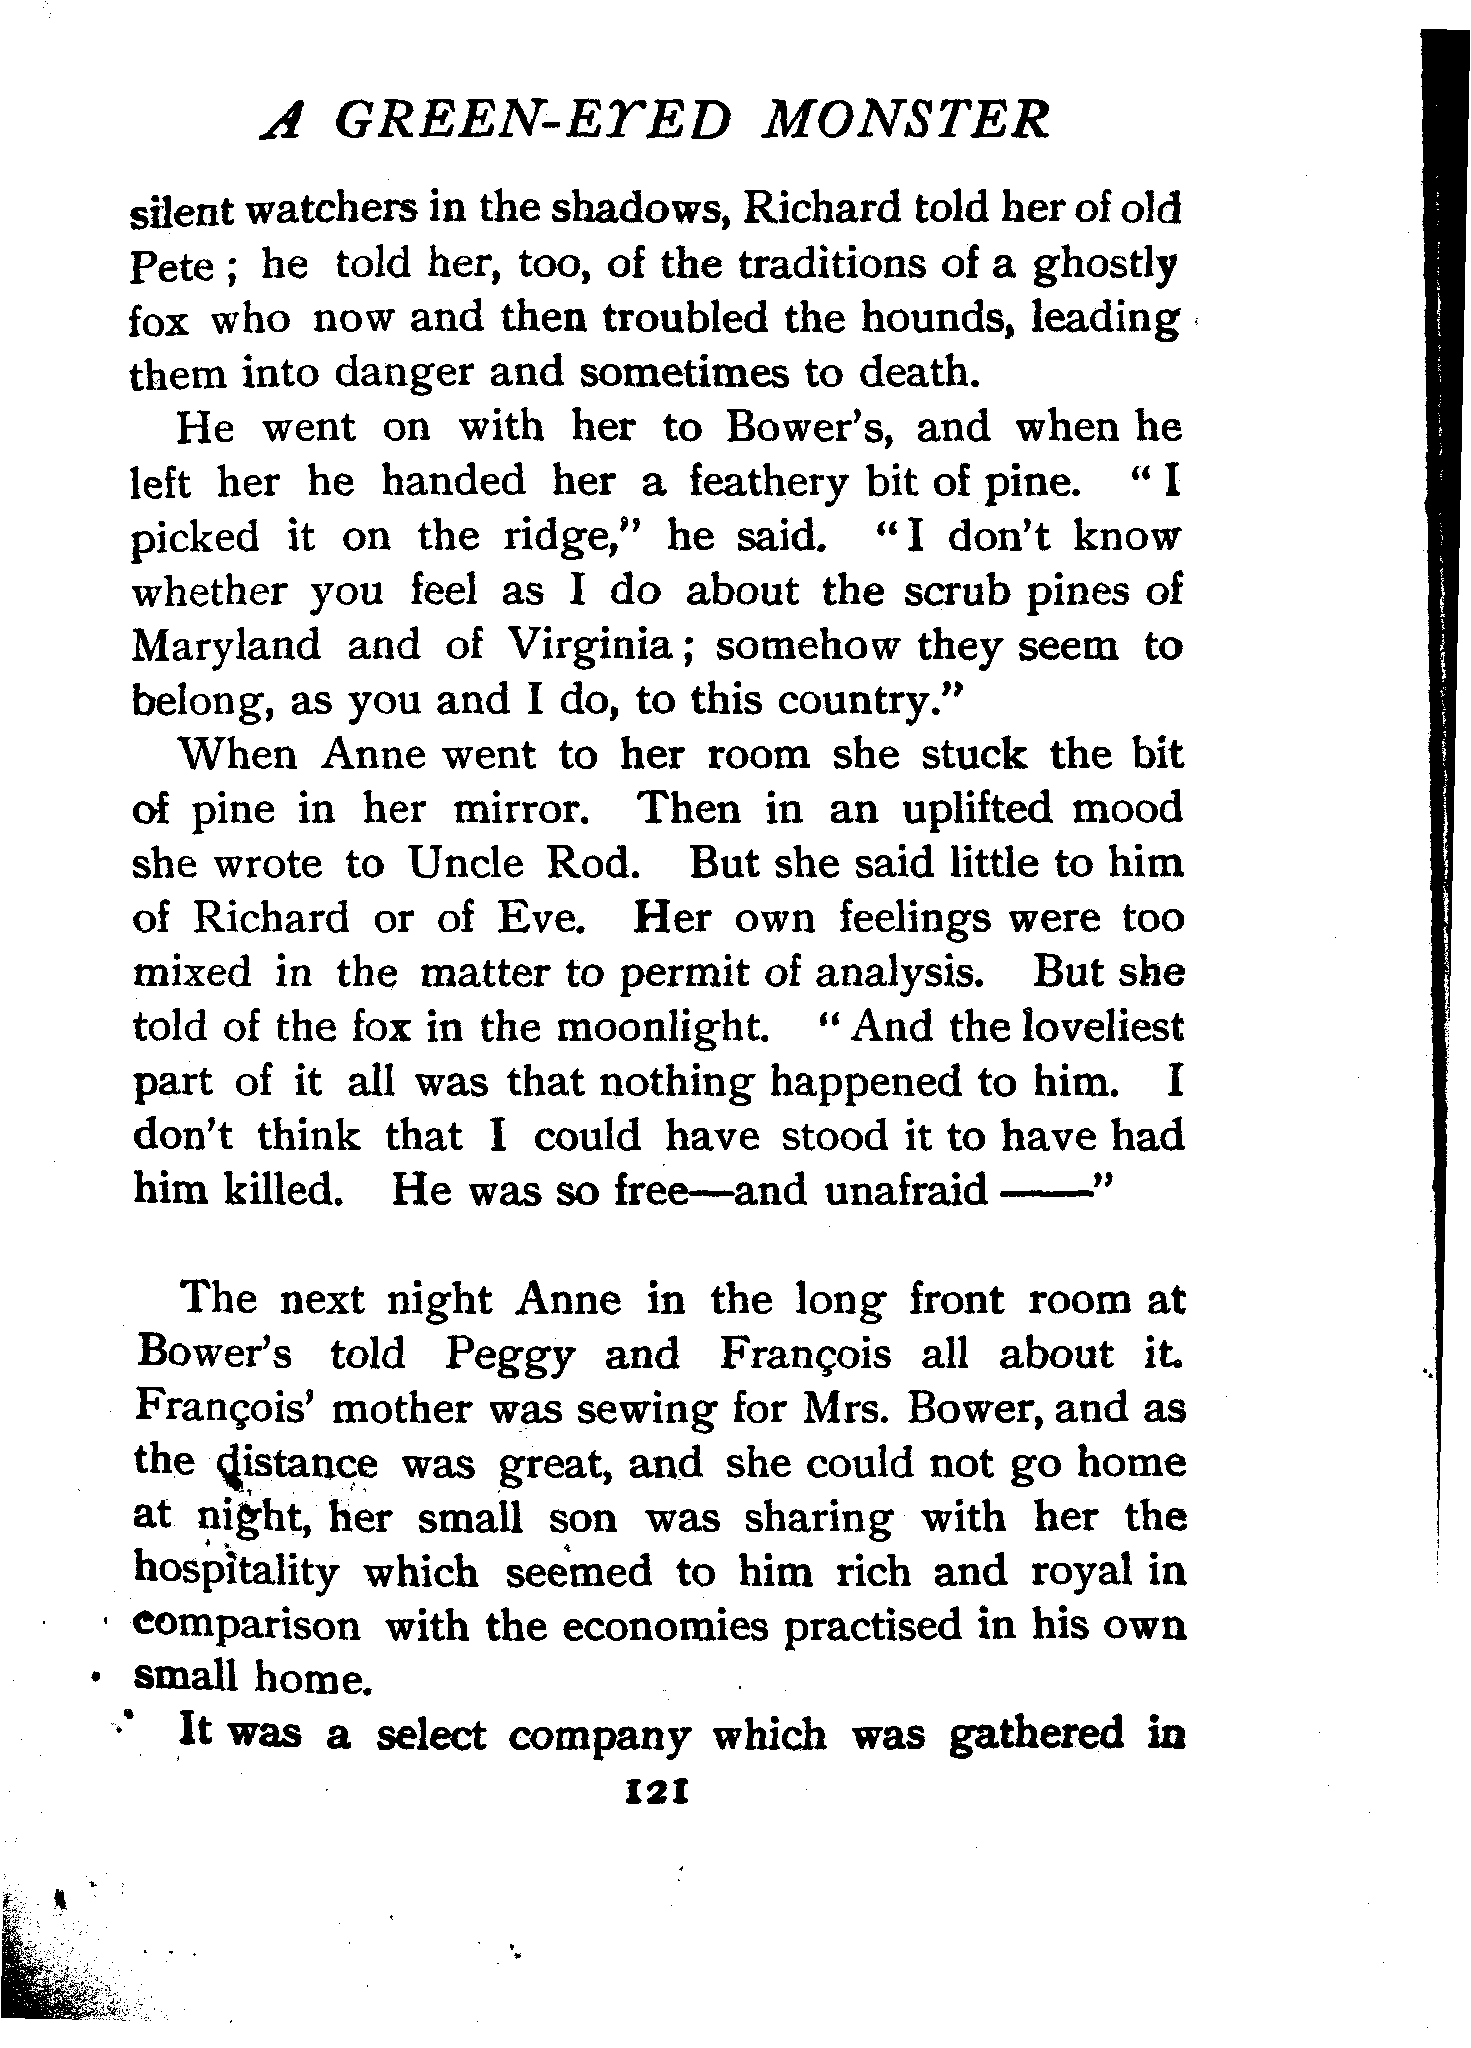 A GREEN-EYED MONSTER
silent watchers in the shadows, Richard told her of old
Pete ; he told her, too, of the traditions of a ghostly
fox who now and then troubled the hounds, leading
them into danger and sometimes to death.
He went on with her to Bower's, and when he
left her he handed her a feathery bit of pine. " I
picked it on the ridge," he said. " I don't know
whether you feel as I do about the scrub pines of
Maryland and of Virginia ; somehow they seem to
belong, as you and I do, to this country."
When Anne went to her room she stuck the bit
of pine in her mirror. Then in an uplifted mood
she wrote to Uncle Rod. But she said little to him
of Richard or of Eve. Her own feelings were too
mixed in the matter to permit of analysis. But she
told of the fox in the moonlight. " And the loveliest
part of it all was that nothing happened to him. I
don't think that I could have stood it to have had
him killed. He was so free—and unafraid ——"
The next night Anne in the long front room at
Bower's told Peggy and François all about it.
François' mother was sewing for Mrs. Bower, and as
the distance was great, and she could not go home
at night, her small son was sharing with her the
hospitality which seemed to him rich and royal in
comparison with the economies practised in his own
small home.
It was a select company which was gathered in
121